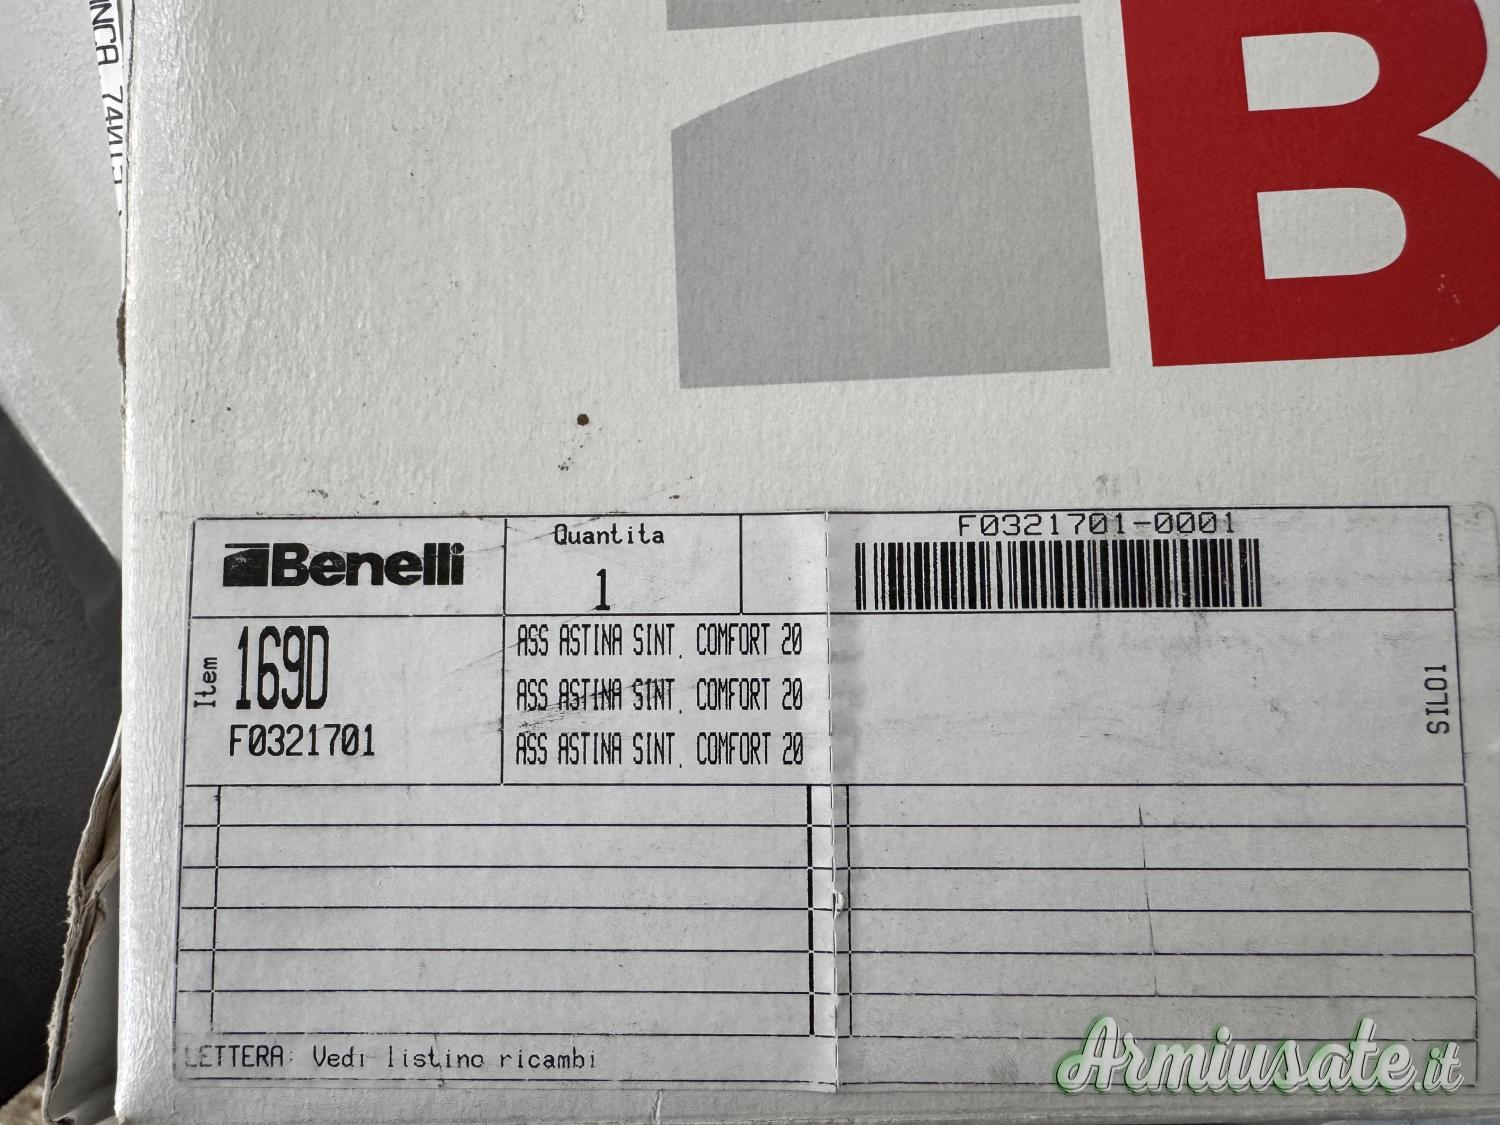 B
Benelli
Quantita
1
F0321701-0001
Item
169D
F0321701
ASS ASTINA SINT. COMFORT 20
ASS ASTINA SINT. COMFORT 20
ASS ASTINA SINT. COMFORT 20
SILO1
LETTERA: Vedi listino ricambi
Armiusate.it